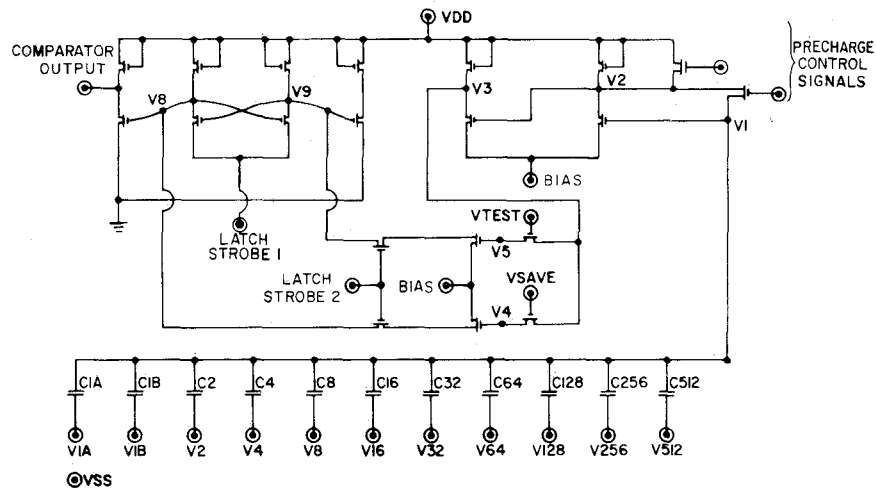 VDD
COMPARATOR
OUTPUT
PRECHARGE
CONTROL
SIGNALS
V8
V9
V3
V2
V1
BIAS
LATCH
STROBE 1
VTEST
V5
LATCH
STROBE 2
BIAS
VSAVE
V4
C1A C1B C2 C4 C8 C16 C32 C64 C128 C256 C512
V1A V1B V2 V4 V8 V16 V32 V64 V128 V256 V512
VSS